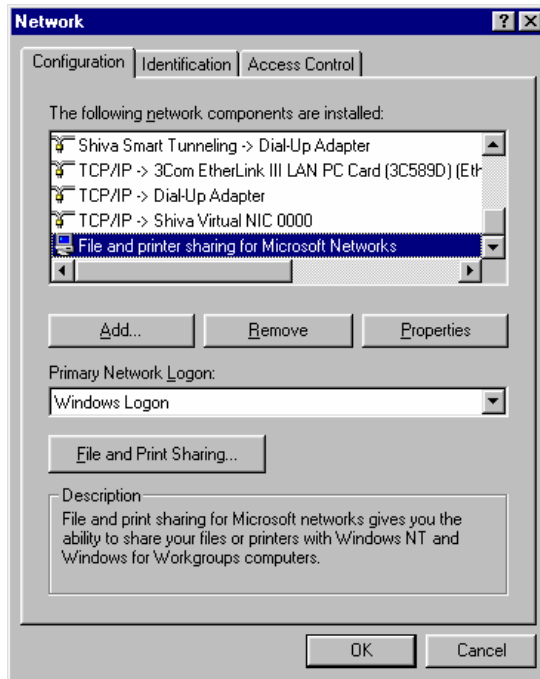 Network
Configuration Identification Access Control
The following network components are installed:
Shiva Smart Tunneling -> Dial-Up Adapter
TCP/IP -> 3Com EtherLink III LAN PC Card (3C589D) (Eth
TCP/IP -> Dial-Up Adapter
TCP/IP -> Shiva Virtual NIC 0000
File and printer sharing for Microsoft Networks
Add... Remove Properties
Primary Network Logon:
Windows Logon
File and Print Sharing...
Description
File and print sharing for Microsoft networks gives you the
ability to share your files or printers with Windows NT and
Windows for Workgroups computers.
OK Cancel